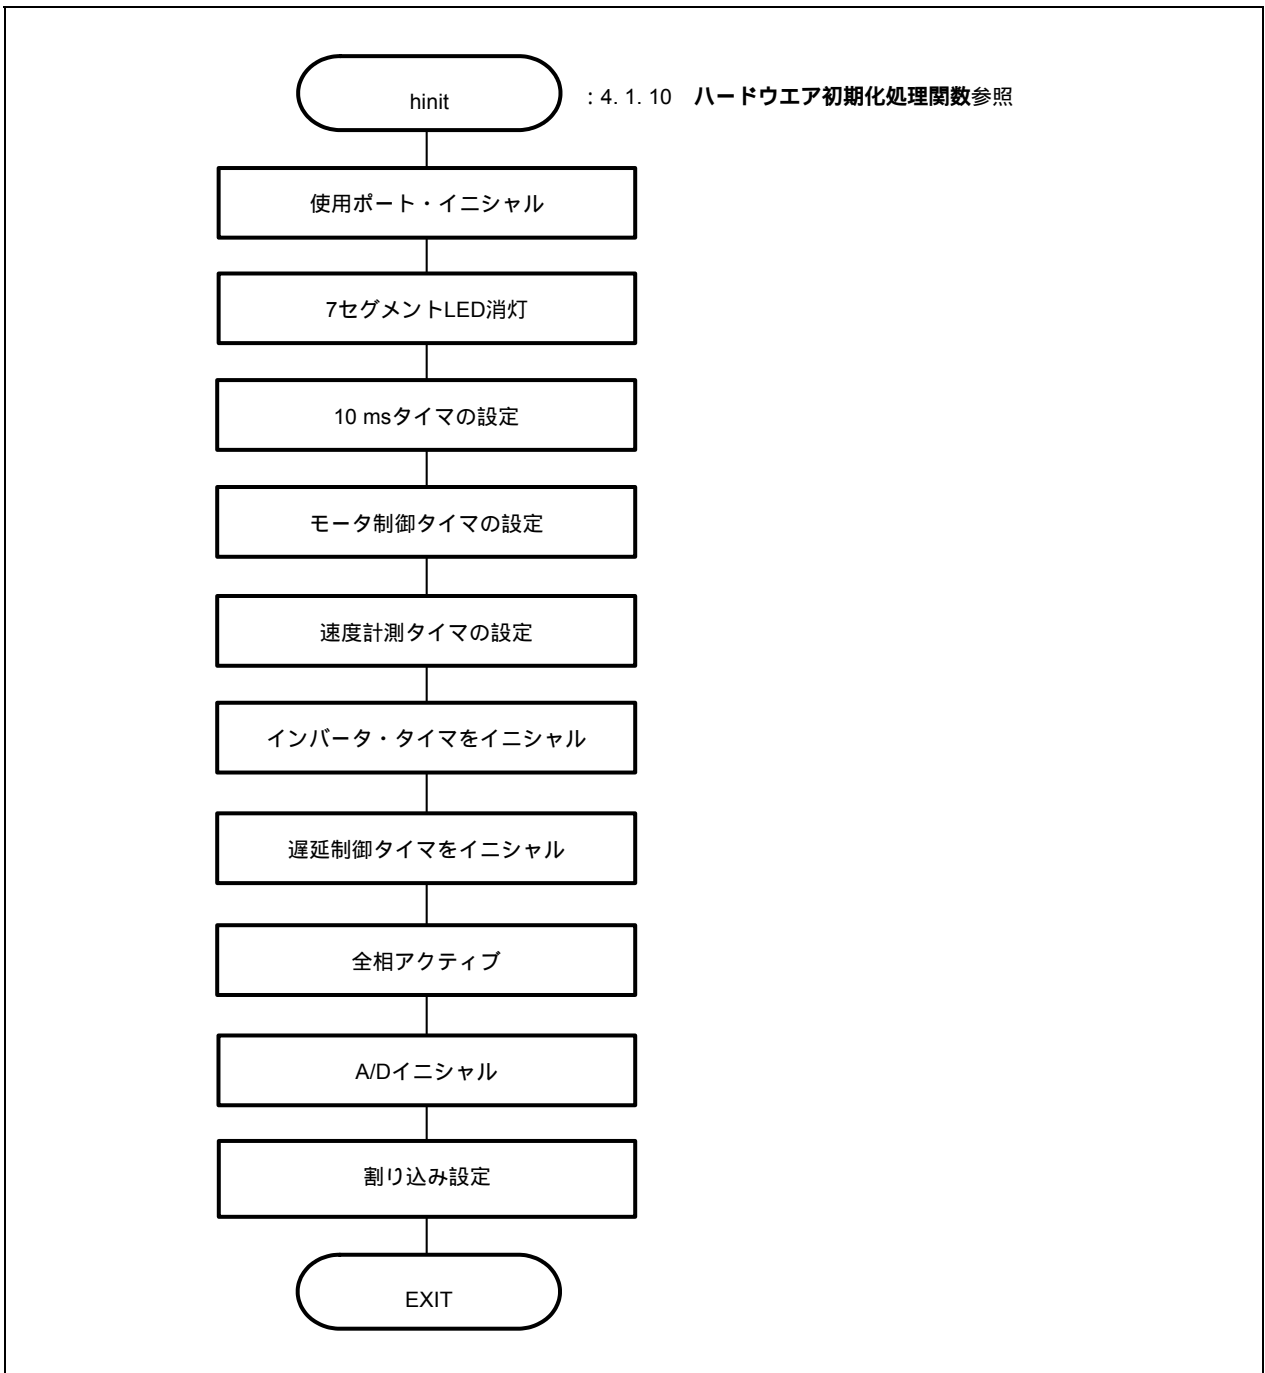 hinit
: 4. 1. 10 ハードウエア初期化処理関数参照
使用ポート・イニシャル
7セグメントLED消灯
10 msタイマの設定
モータ制御タイマの設定
速度計測タイマの設定
インバータ・タイマをイニシャル
遅延制御タイマをイニシャル
全相アクティブ
A/Dイニシャル
割り込み設定
EXIT